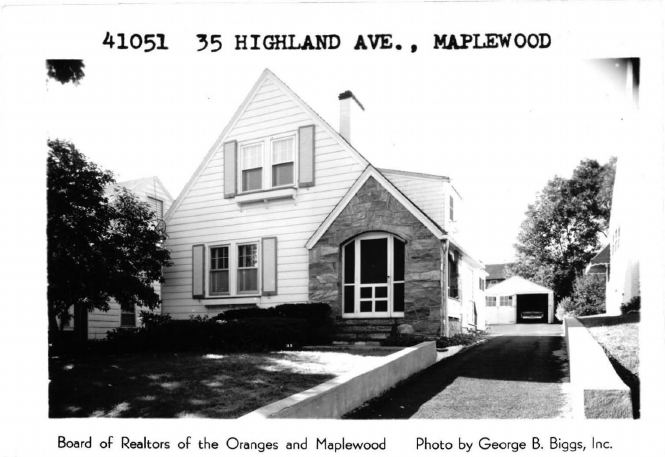 41051 35 HIGHLAND AVE., MAPLEWOOD
Board of Realtors of the Oranges and Maplewood Photo by George B. Biggs, Inc.